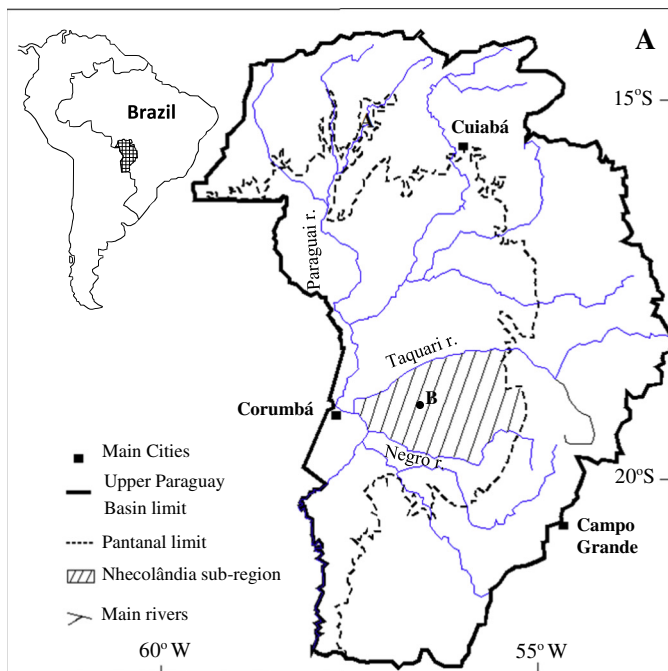 A
15°S
Brazil
A
Cuiabá
Paraguai r.
Taquari r.
B
Corumbá
Negro r.
20°S
Main Cities
Upper Paraguay
Basin limit
Pantanal limit
Nhecolândia sub-region
Main rivers
Campo
Grande
60° W
55° W